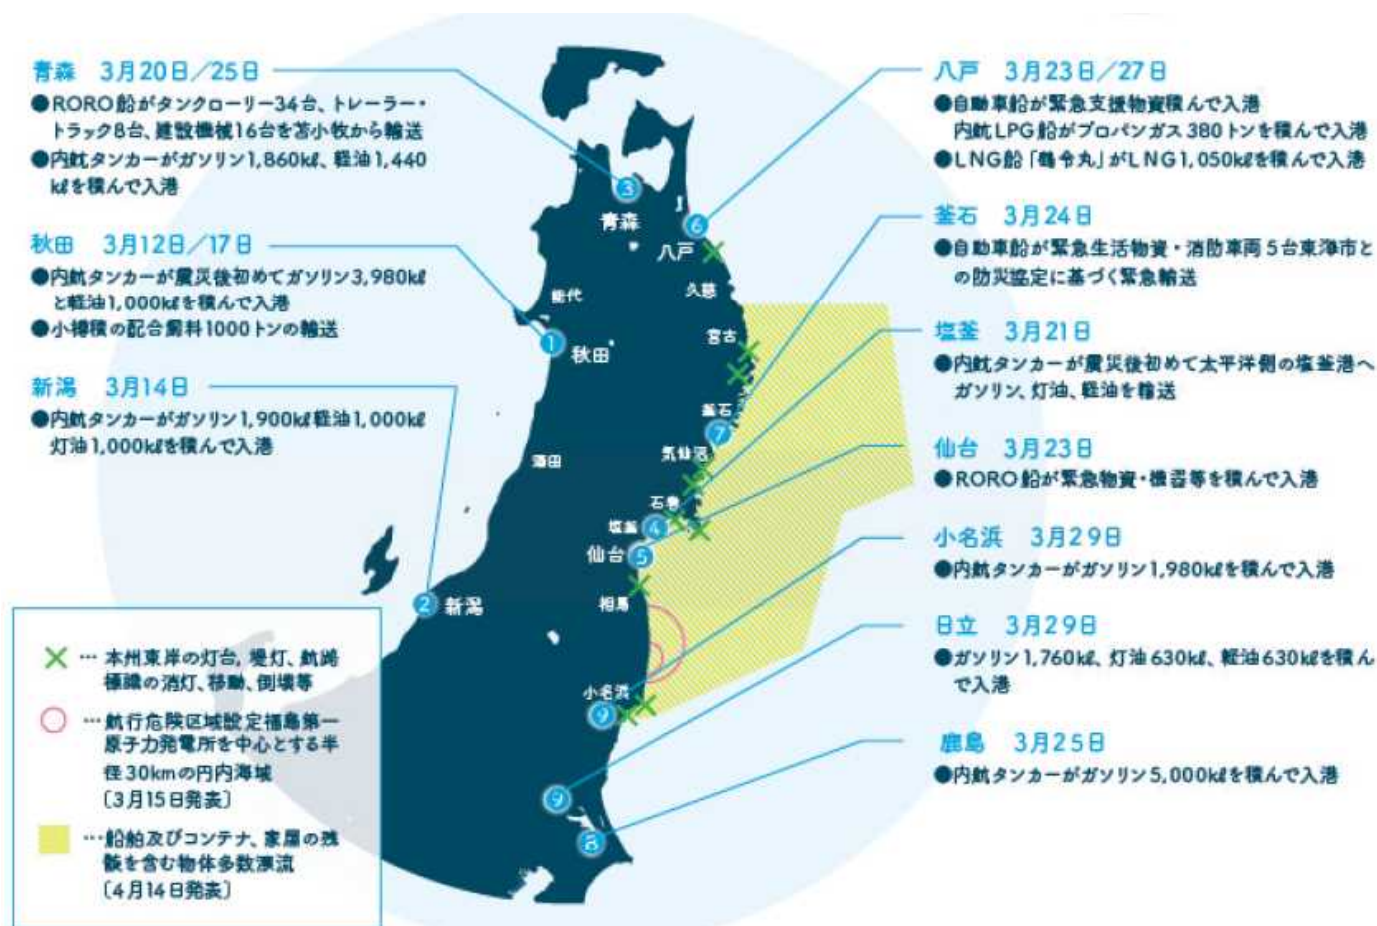 青森 3月20日／25日
●RORO船がタンクローリー34台、トレーラー・
トラック8台、建設機械16台を苫小牧から輸送
●内航タンカーがガソリン1,860kℓ、軽油1,440
kℓを積んで入港
秋田 3月12日／17日
●内航タンカーが震災後初めてガソリン3,980kℓ
と軽油1,000kℓを積んで入港
●小樽積の配合飼料1000トンの輸送
新潟 3月14日
●内航タンカーがガソリン1,900kℓ軽油1,000kℓ
灯油1,000kℓを積んで入港
八戸 3月23日／27日
●自動車船が緊急支援物資積んで入港
内航LPG船がプロパンガス380トンを積んで入港
●LNG船「鶴令丸」がLNG1,050kℓを積んで入港
釜石 3月24日
●自動車船が緊急生活物資・消防車両5台東海市と
の防災協定に基づく緊急輸送
塩釜 3月21日
●内航タンカーが震災後初めて太平洋側の塩釜港へ
ガソリン、灯油、軽油を輸送
仙台 3月23日
●RORO船が緊急物資・機器等を積んで入港
小名浜 3月29日
●内航タンカーがガソリン1,980kℓを積んで入港
日立 3月29日
●ガソリン1,760kℓ、灯油630kℓ、軽油630kℓを積ん
で入港
鹿島 3月25日
●内航タンカーがガソリン5,000kℓを積んで入港
3
青森
6
八戸
久慈
能代
宮古
1
秋田
釜石
7
気仙沼
酒田
石巻
塩釜
4
仙台
5
相馬
2
新潟
小名浜
9
9
8
× … 本州東岸の灯台, 堤灯、航路
標識の消灯、移動、倒壊等
○ …航行危険区域設定福島第一
原子力発電所を中心とする半
径30kmの円内海域
〔3月15日発表〕
…船舶及びコンテナ、家屋の残
骸を含む物体多数漂流
〔4月14日発表〕